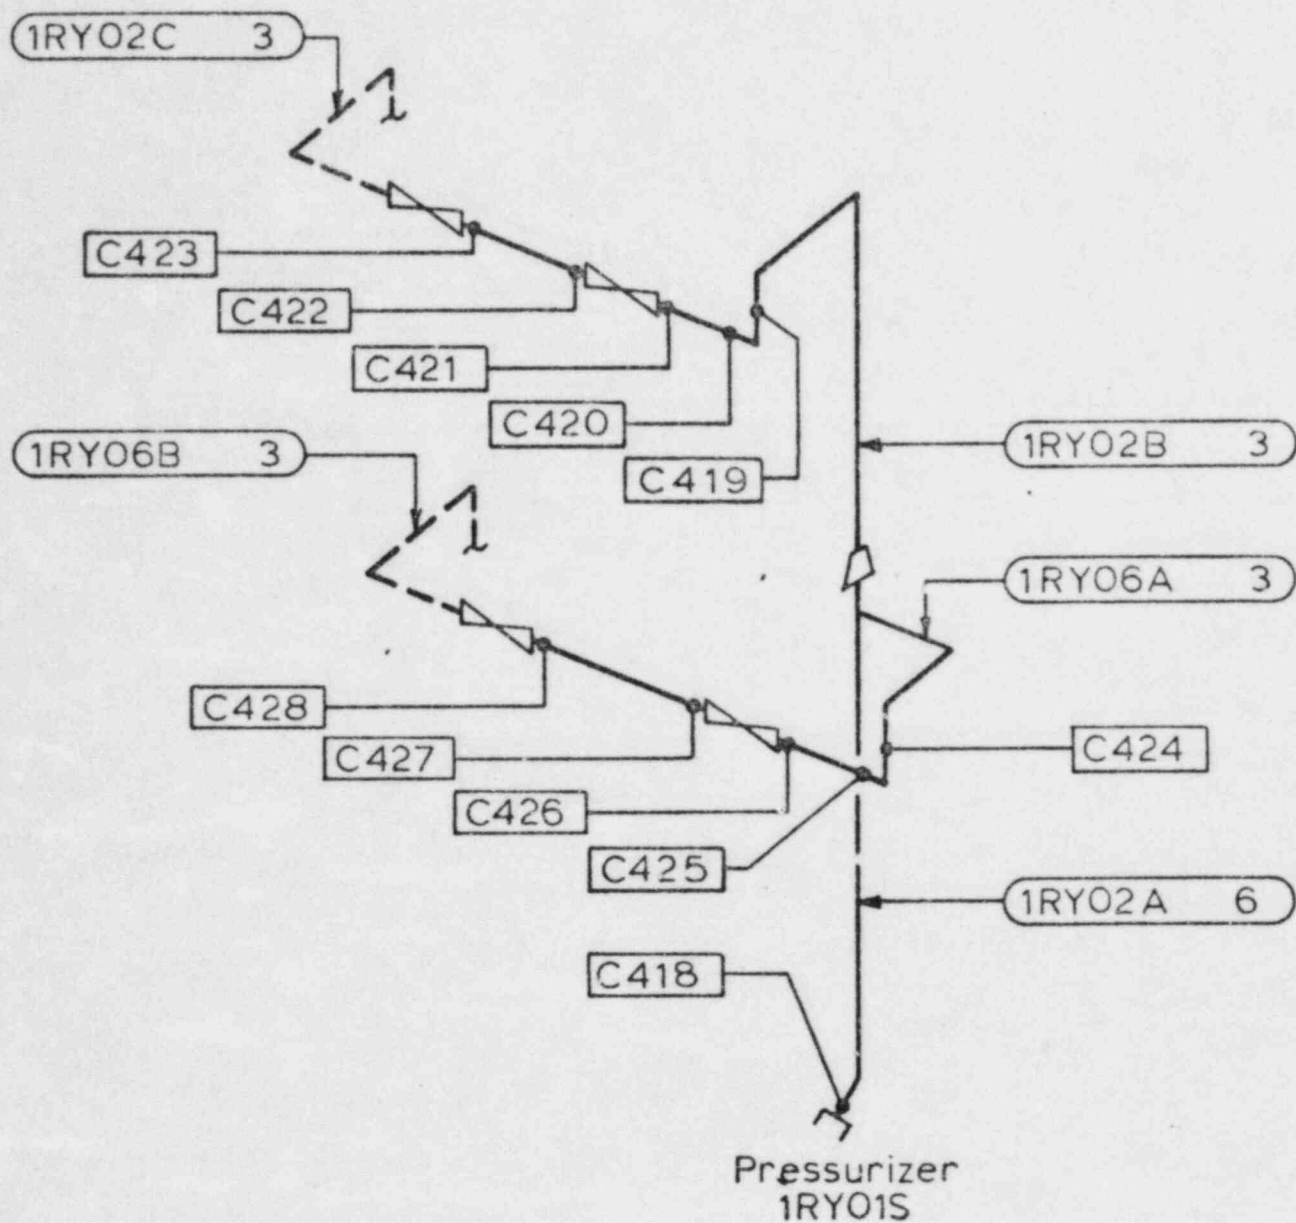 1RY02C 3
C423
C422
C421
C420
C419
1RY06B 3
1RY02B 3
1RY06A 3
C428
C427
C426
C425
C424
1RY02A 6
C418
Pressurizer
1RY01S